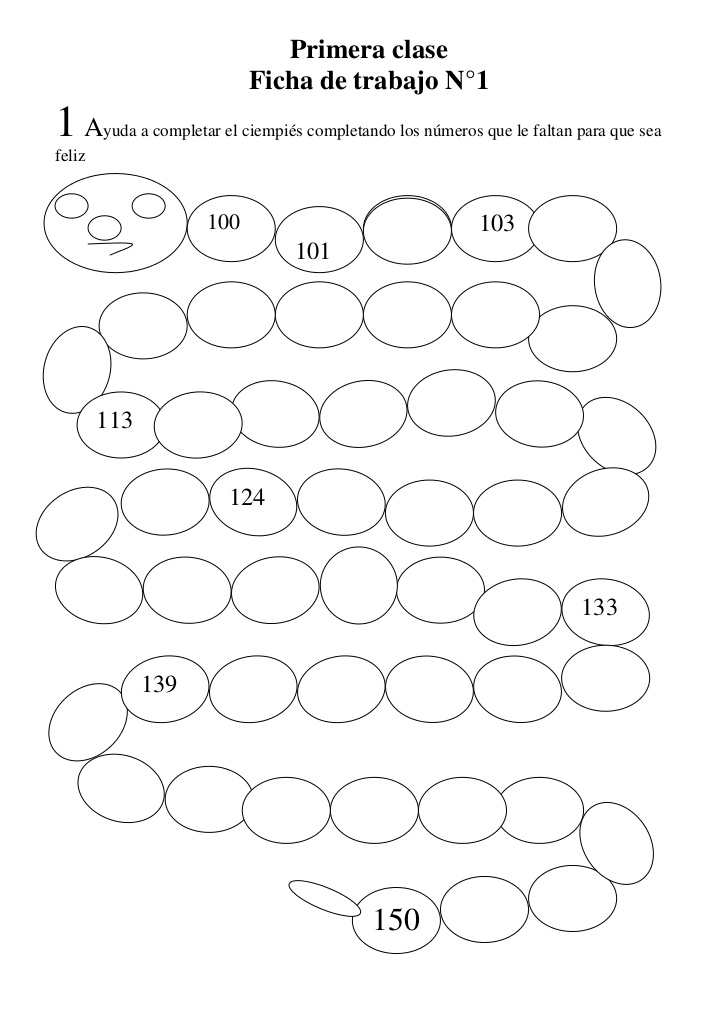 Primera clase
Ficha de trabajo N°1
1 Ayuda a completar el ciempiés completando los números que le faltan para que sea
feliz
100
101
103
113
124
133
139
150